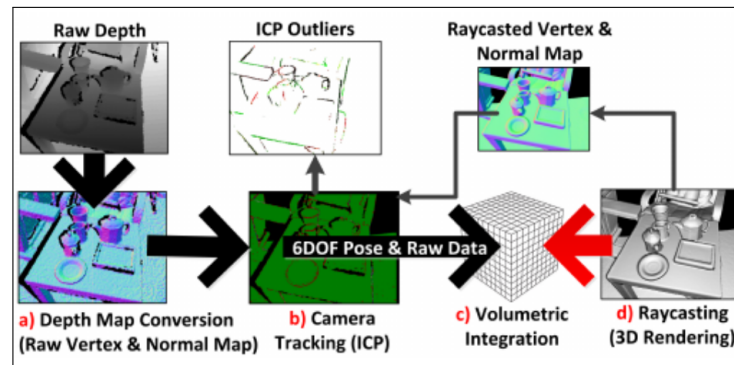 Raw Depth
ICP Outliers
Raycasted Vertex &
Normal Map
6DOF Pose & Raw Data
a) Depth Map Conversion
(Raw Vertex & Normal Map)
b) Camera
Tracking (ICP)
c) Volumetric
Integration
d) Raycasting
(3D Rendering)